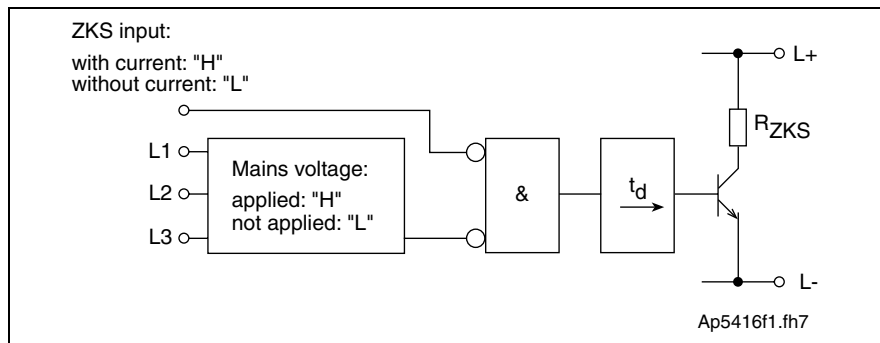 ZKS input:
with current: "H"
without current: "L"
L1
L2
L3
Mains voltage:
applied: "H"
not applied: "L"
&
td
RZKS
L+
L-
Ap5416f1.fh7